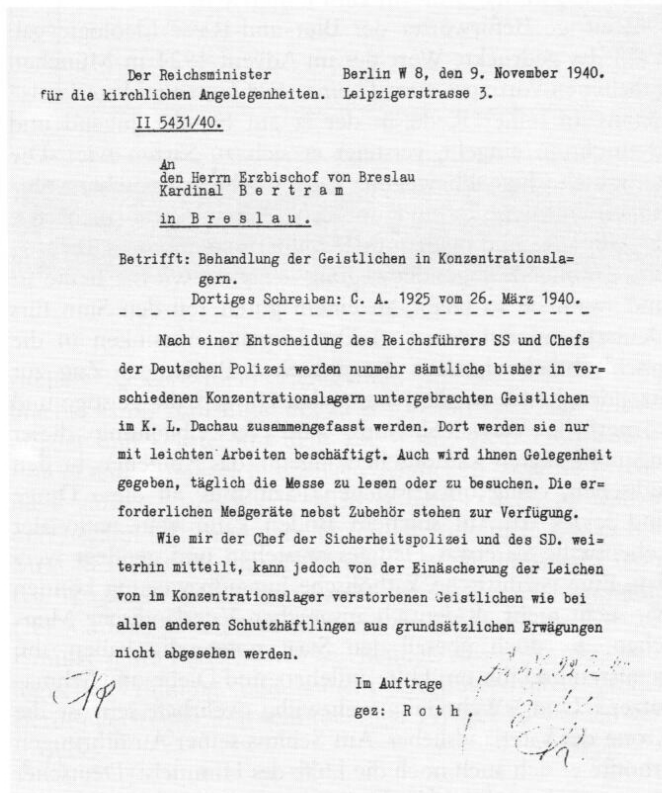 Der Reichsminister
für die kirchlichen Angelegenheiten
II 5431/40.
Berlin W 8, den 9. November 1940.
Leipzigerstrasse 3.
An
den Herrn Erzbischof von Breslau
Kardinal B e r t r a m
in B r e s l a u .
Betrifft: Behandlung der Geistlichen in Konzentrationsla=
gern.
Dortiges Schreiben: C. A. 1925 vom 26. März 1940.
Nach einer Entscheidung des Reichsführers SS und Chefs
der Deutschen Polizei werden nunmehr sämtliche bisher in ver=
schiedenen Konzentrationslagern untergebrachten Geistlichen
im K. L. Dachau zusammengefasst werden. Dort werden sie nur
mit leichten Arbeiten beschäftigt. Auch wird ihnen Gelegenheit
gegeben, täglich die Messe zu lesen oder zu besuchen. Die er=
forderlichen Meßgeräte nebst Zubehör stehen zur Verfügung.
Wie mir der Chef der Sicherheitspolizei und des SD. wei=
terhin mitteilt, kann jedoch von der Einäscherung der Leichen
von im Konzentrationslager verstorbenen Geistlichen wie bei
allen anderen Schutzhäftlingen aus grundsätzlichen Erwägungen
nicht abgesehen werden.
Im Auftrage
gez: R o t h ,